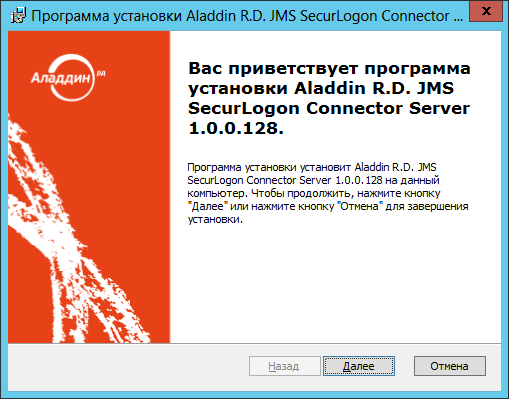 Программа установки Aladdin R.D. JMS SecurLogon Connector ...
x
Аладдин РД
Вас приветствует программа
установки Aladdin R.D. JMS
SecurLogon Connector Server
1.0.0.128.
Программа установки установит Aladdin R.D. JMS
SecurLogon Connector Server 1.0.0.128 на данный
компьютер. Чтобы продолжить, нажмите кнопку
"Далее" или нажмите кнопку "Отмена" для завершения
установки.
Назад Далее Отмена